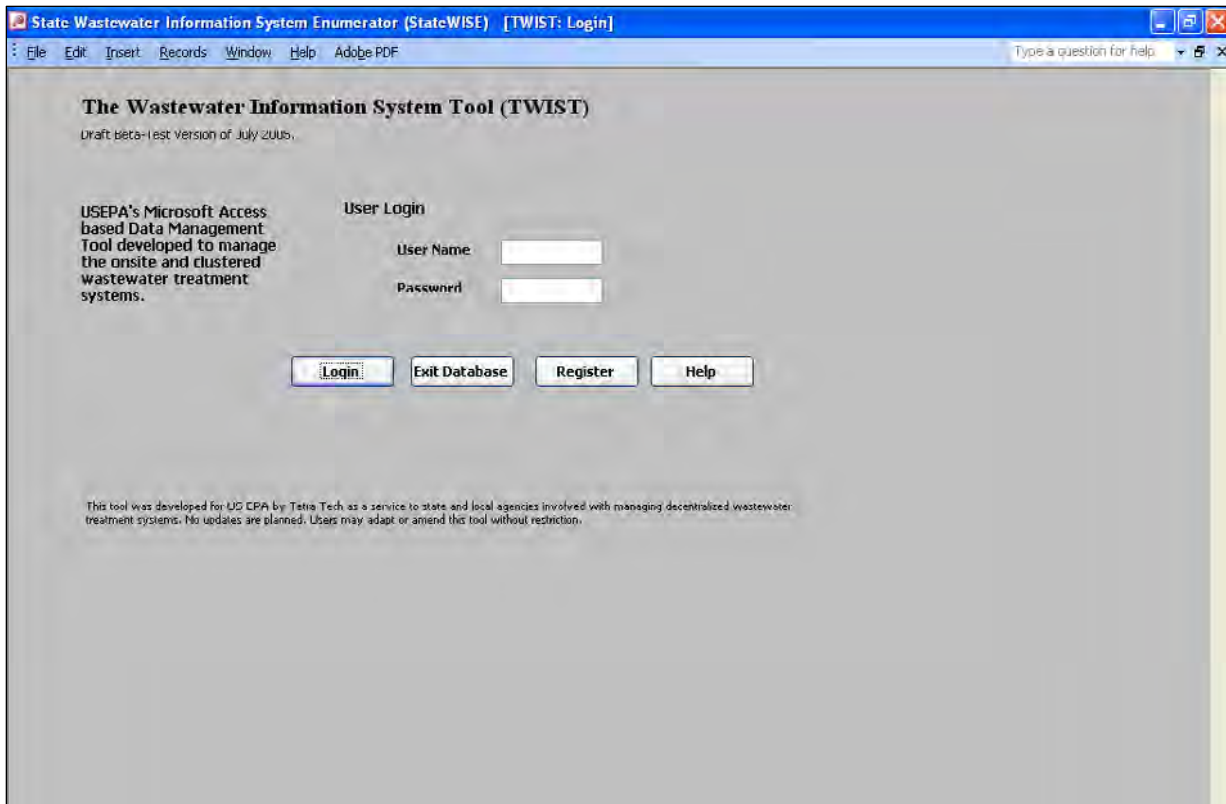 State Wastewater Information System Enumerator (StateWISE) [TWIST: Login]
File Edit Insert Records Window Help Adobe PDF Type a question for help
The Wastewater Information System Tool (TWIST)
Draft Beta-Test Version of July 2005.
USEPA's Microsoft Access
based Data Management
Tool developed to manage
the onsite and clustered
wastewater treatment
systems.
User Login
User Name
Password
Login Exit Database Register Help
This tool was developed for US EPA by Tetra Tech as a service to state and local agencies involved with managing decentralized wastewater
treatment systems. No updates are planned. Users may adapt or amend this tool without restriction.